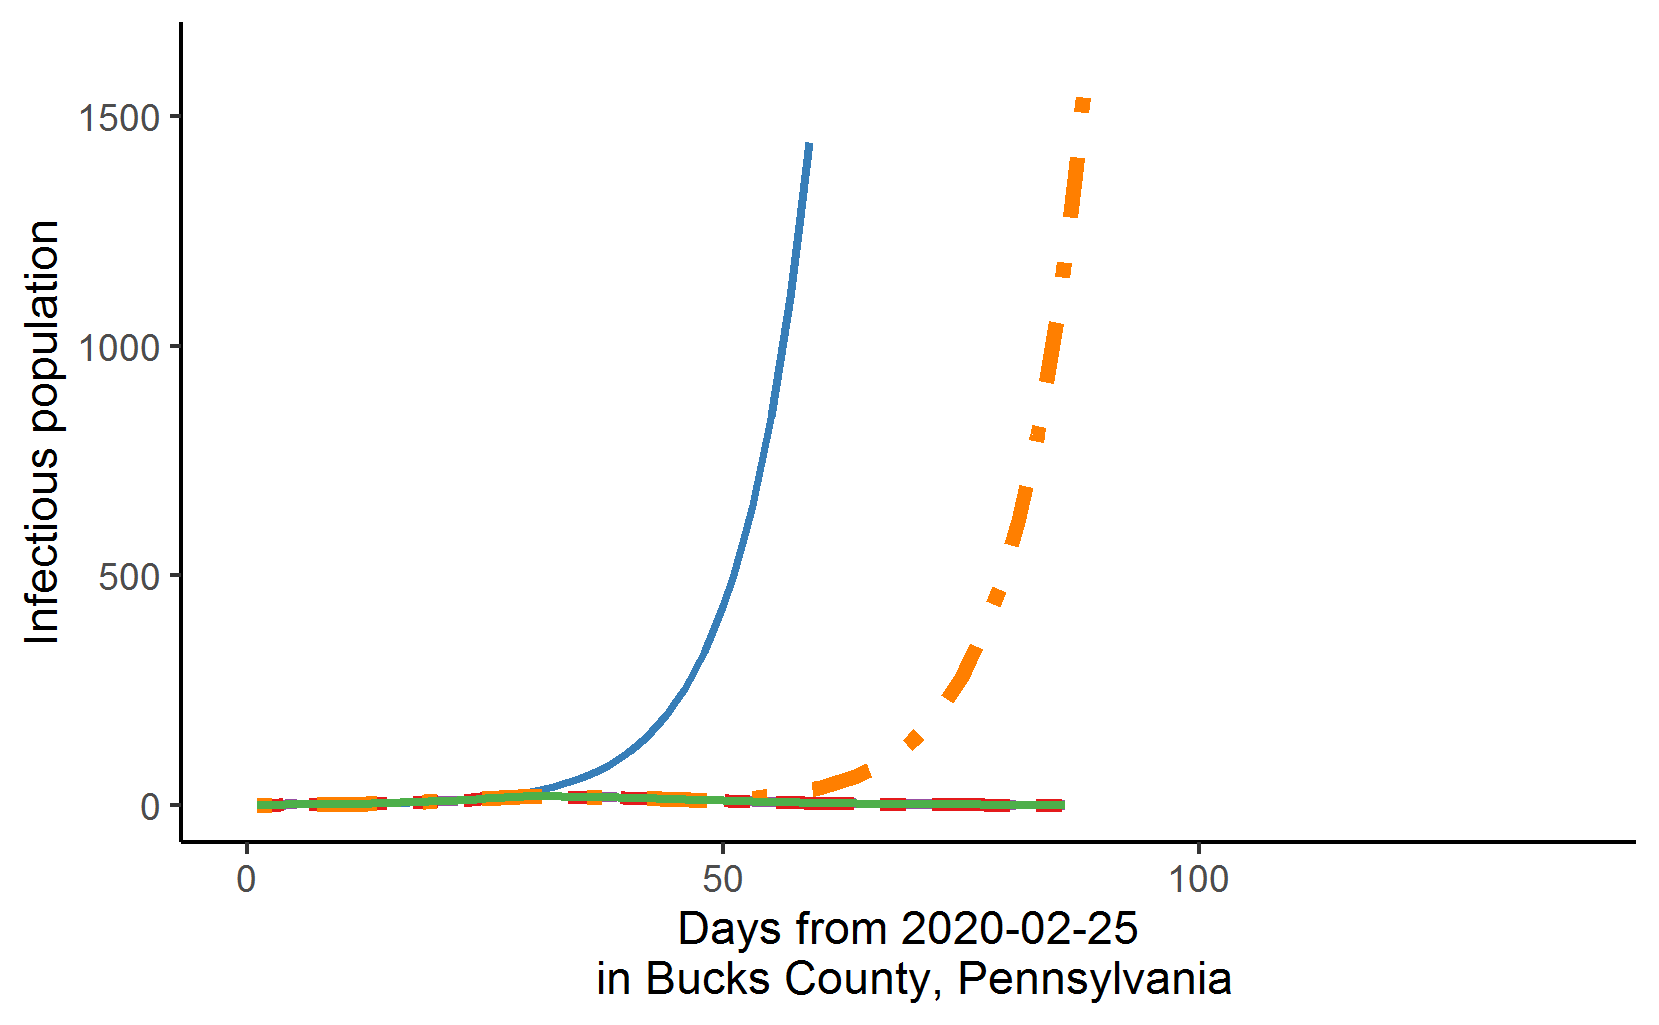 Infectious population
1500
1000
500
0
0 50 100
Days from 2020-02-25
in Bucks County, Pennsylvania